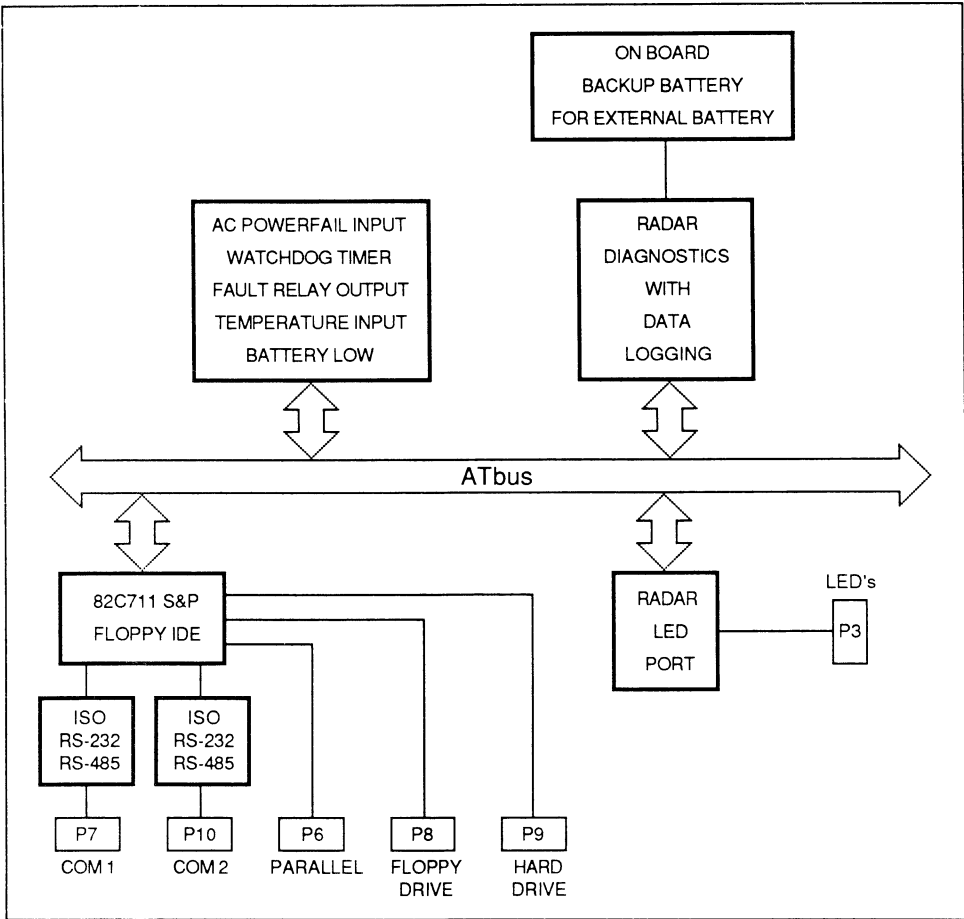 ON BOARD
BACKUP BATTERY
FOR EXTERNAL BATTERY
AC POWERFAIL INPUT
WATCHDOG TIMER
FAULT RELAY OUTPUT
TEMPERATURE INPUT
BATTERY LOW
RADAR
DIAGNOSTICS
WITH
DATA
LOGGING
ATbus
82C711 S&P
FLOPPY IDE
RADAR
LED
PORT
LED's
P3
ISO
RS-232
RS-485
ISO
RS-232
RS-485
P7
P10
P6
P8
P9
COM 1
COM 2
PARALLEL
FLOPPY
DRIVE
HARD
DRIVE